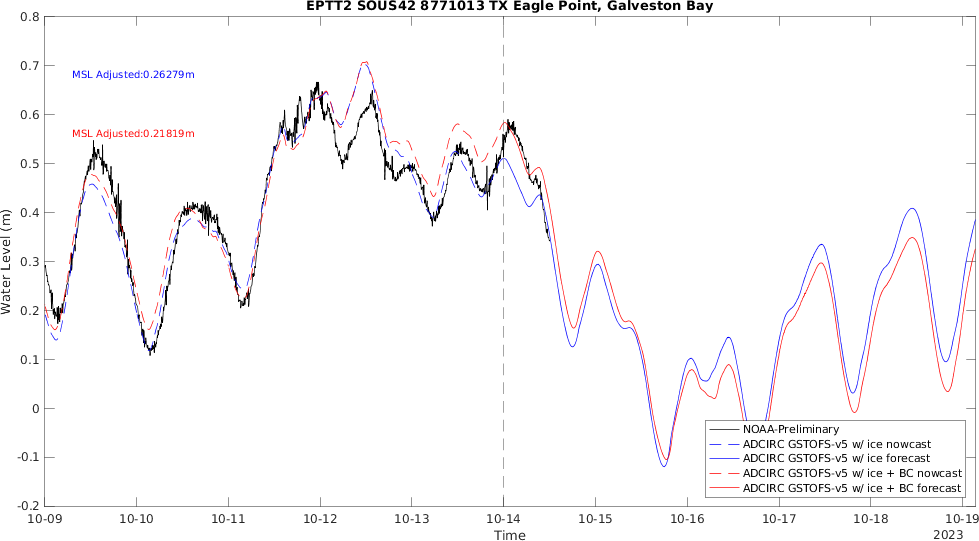 EPTT2 SOUS42 8771013 TX Eagle Point, Galveston Bay
0.8
0.7
0.6
0.5
0.4
0.3
0.2
0.1
0
-0.1
-0.2
Water Level (m)
MSL Adjusted:0.26279m
MSL Adjusted:0.21819m
NOAA-Preliminary
ADCIRC GSTOFS-v5 w/ ice nowcast
ADCIRC GSTOFS-v5 w/ ice forecast
ADCIRC GSTOFS-v5 w/ ice + BC nowcast
ADCIRC GSTOFS-v5 w/ ice + BC forecast
10-09 10-10 10-11 10-12 10-13 10-14 10-15 10-16 10-17 10-18 10-19
Time
2023